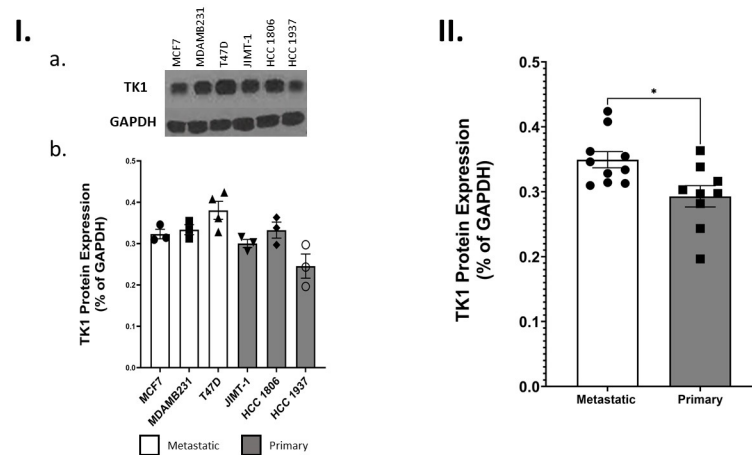 I.
a.
MCF7
MDAMB231
T47D
JIMT-1
HCC 1806
HCC 1937
TK1
GAPDH
b.
TK1 Protein Expression
(% of GAPDH)
0.5
0.4
0.3
0.2
0.1
0.0
MCF7
MDAMB231
T47D
JIMT-1
HCC 1806
HCC 1937
Metastatic
Primary
II.
TK1 Protein Expression
(% of GAPDH)
0.5
0.4
0.3
0.2
0.1
0.0
*
Metastatic
Primary